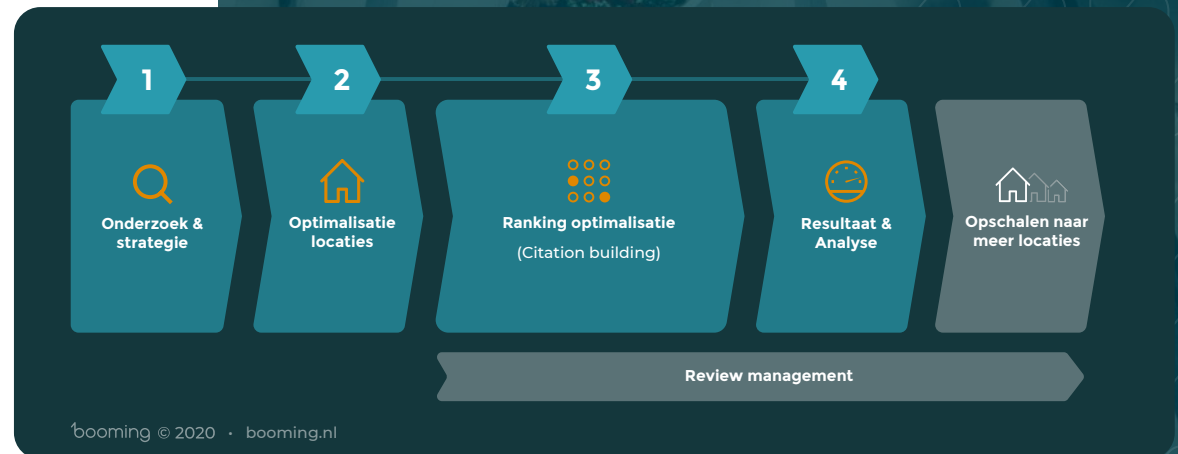 1
2
3
4
Onderzoek &
strategie
Optimalisatie
locaties
Ranking optimalisatie
(Citation building)
Resultaat &
Analyse
Opschalen naar
meer locaties
Review management
booming © 2020 · booming.nl